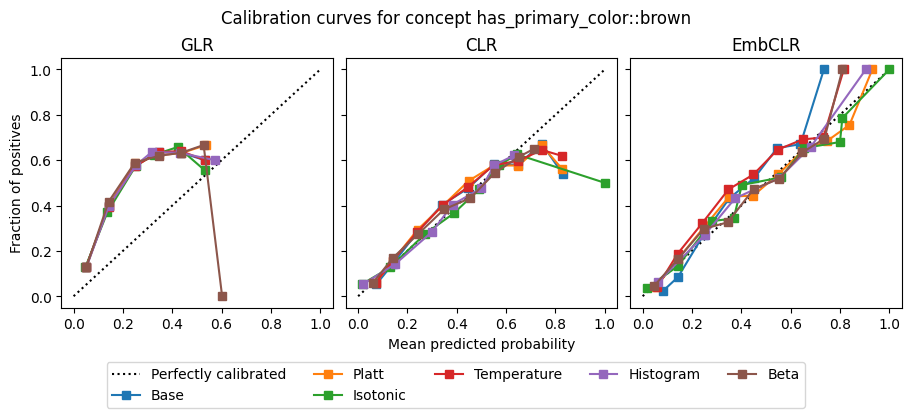 Calibration curves for concept has_primary_color::brown
GLR
CLR
EmbCLR
Fraction of positives
1.0
0.8
0.6
0.4
0.2
0.0
0.0 0.2 0.4 0.6 0.8 1.0
0.0 0.2 0.4 0.6 0.8 1.0
0.0 0.2 0.4 0.6 0.8 1.0
Mean predicted probability
Perfectly calibrated Platt Temperature Histogram Beta
Base Isotonic